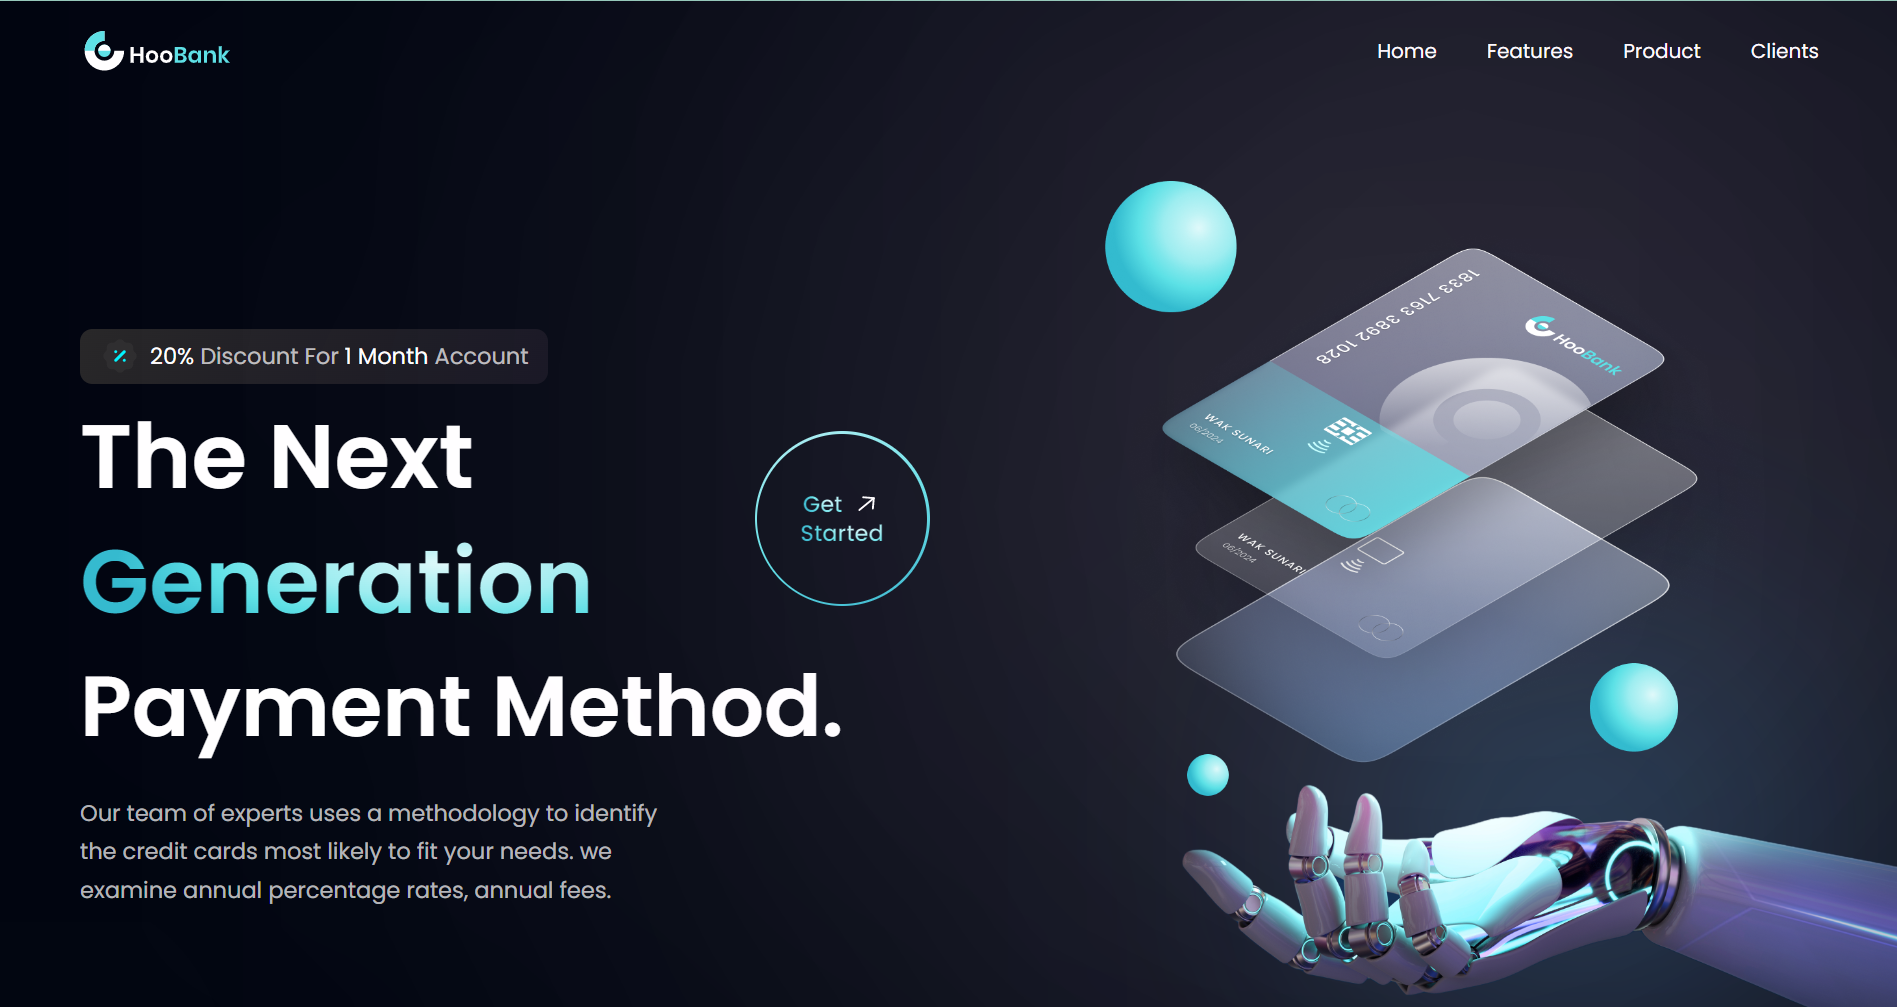 HooBank
Home
Features
Product
Clients
20% Discount For 1 Month Account
The Next
Generation
Payment Method.
Get
Started
Our team of experts uses a methodology to identify
the credit cards most likely to fit your needs. we
examine annual percentage rates, annual fees.
1833 7163 3892 1028
HooBank
WAK SUNARI
06/2024
WAK SUNARI
06/2024